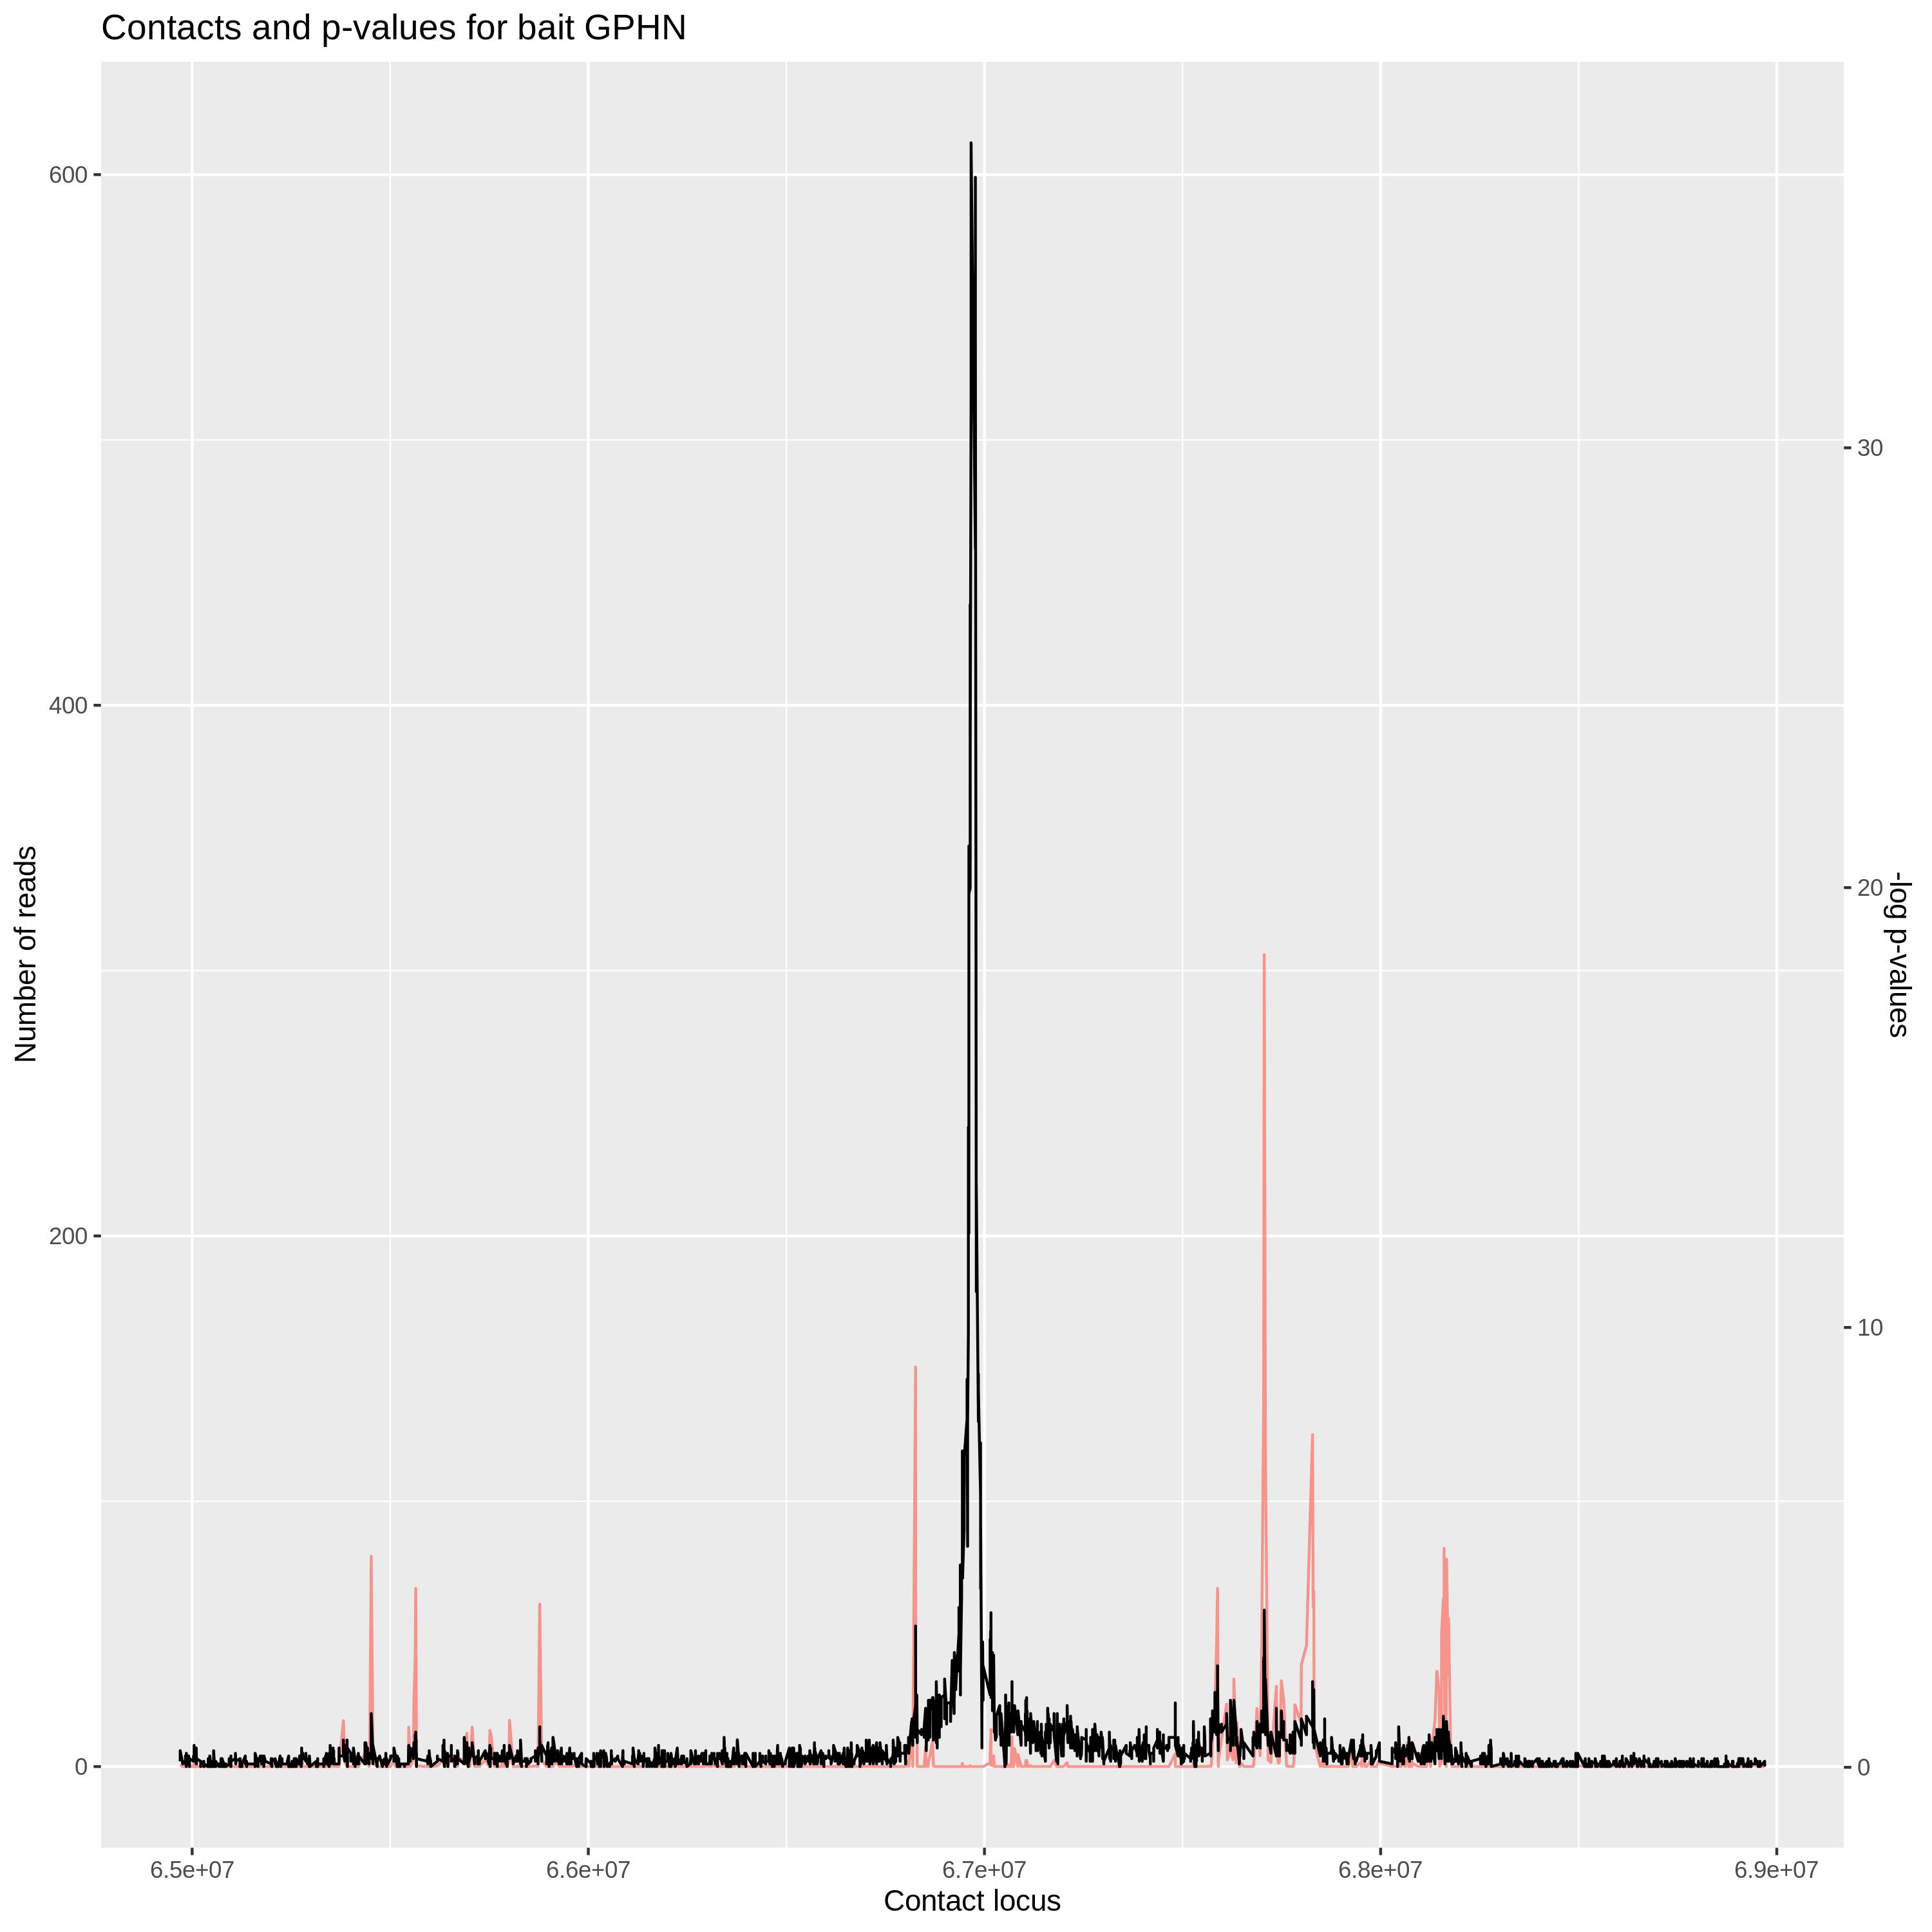 Contacts and p-values for bait GPHN
600
400
200
0
Number of reads
30
20
10
0
-log p-values
6.5e+07
6.6e+07
6.7e+07
6.8e+07
6.9e+07
Contact locus